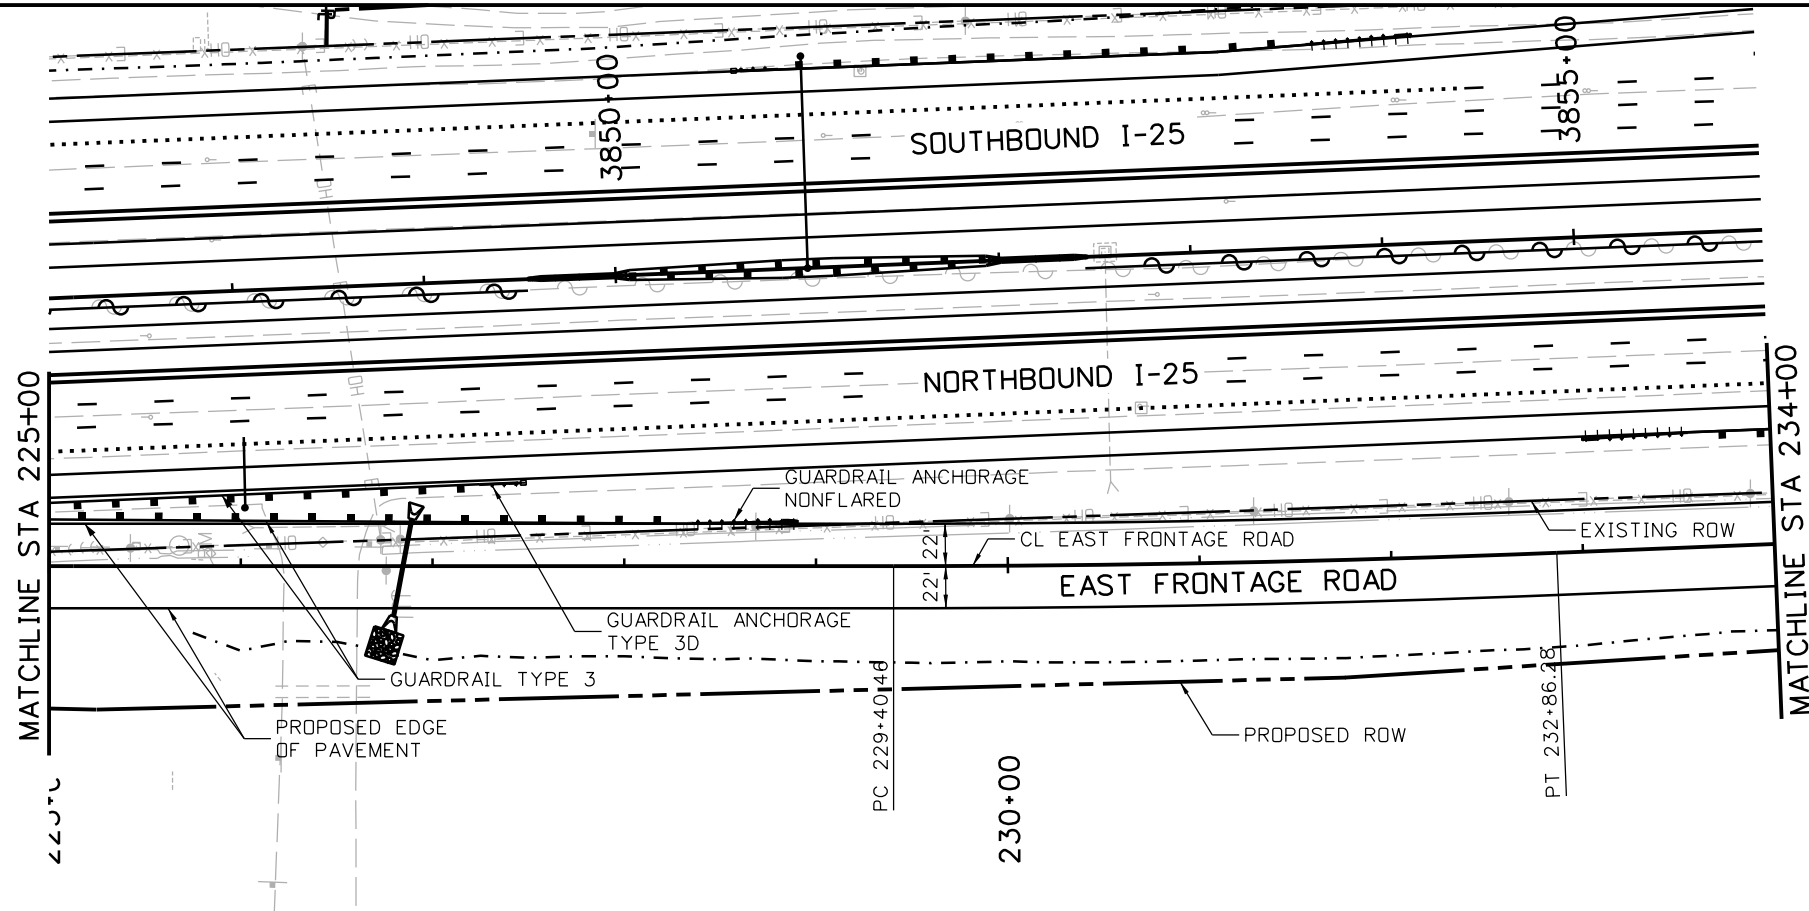 3850+00
3855+00
SOUTHBOUND I-25
NORTHBOUND I-25
MATCHLINE STA 225+00
MATCHLINE STA 234+00
GUARDRAIL ANCHORAGE
NONFLARED
EXISTING ROW
CL EAST FRONTAGE ROAD
22'
22'
EAST FRONTAGE ROAD
GUARDRAIL ANCHORAGE
TYPE 3D
GUARDRAIL TYPE 3
PROPOSED EDGE
OF PAVEMENT
PROPOSED ROW
PC 229+40.46
PT 232+86.28
230+00